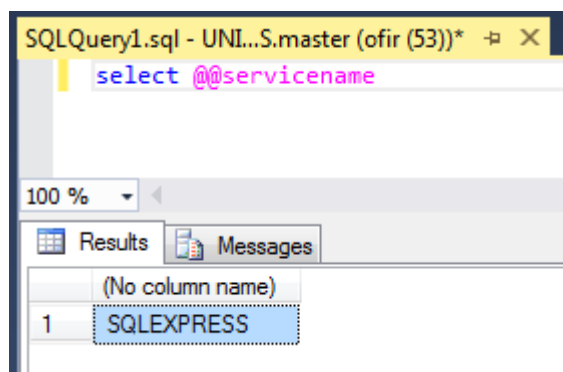 SQLQuery1.sql - UNI...S.master (ofir (53))*
select @@servicename
100 %
Results Messages
(No column name)
1 SQLEXPRESS